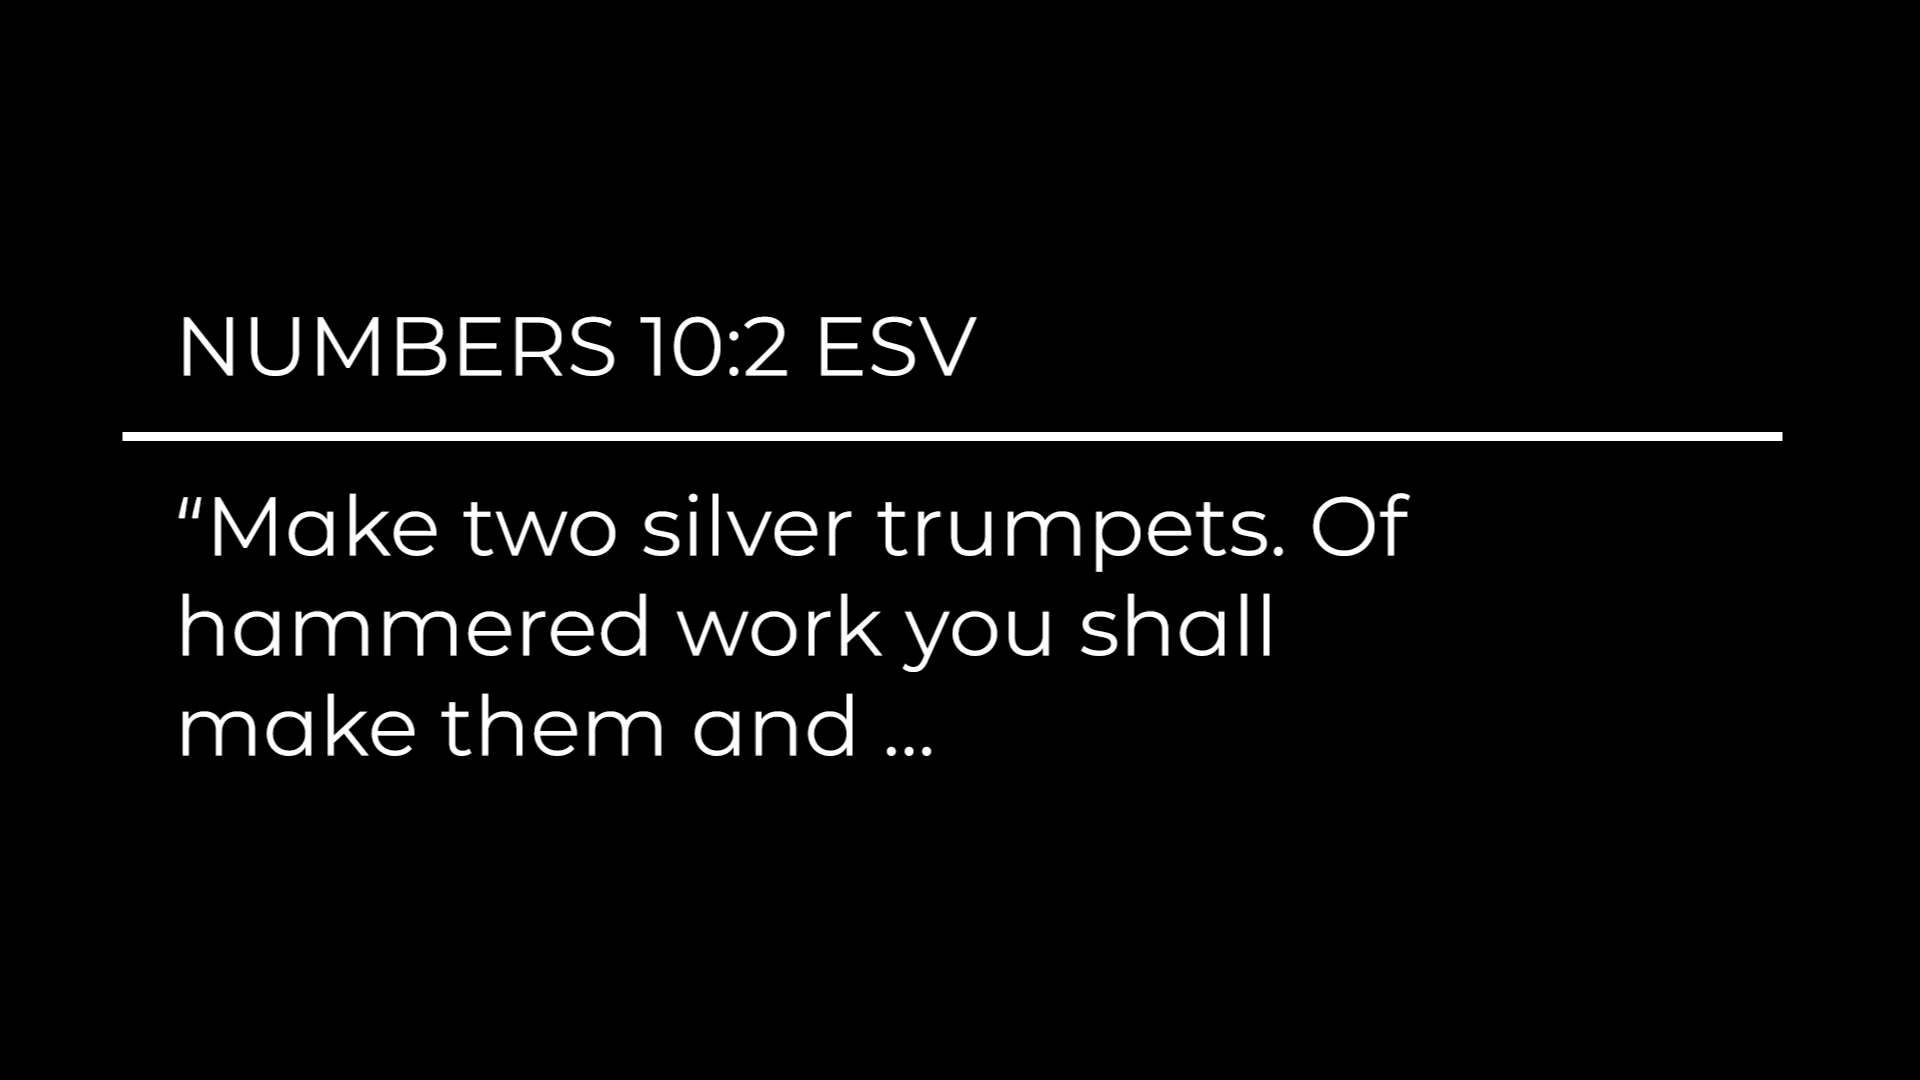 NUMBERS 10:2 ESV
“Make two silver trumpets. Of
hammered work you shall
make them and ...